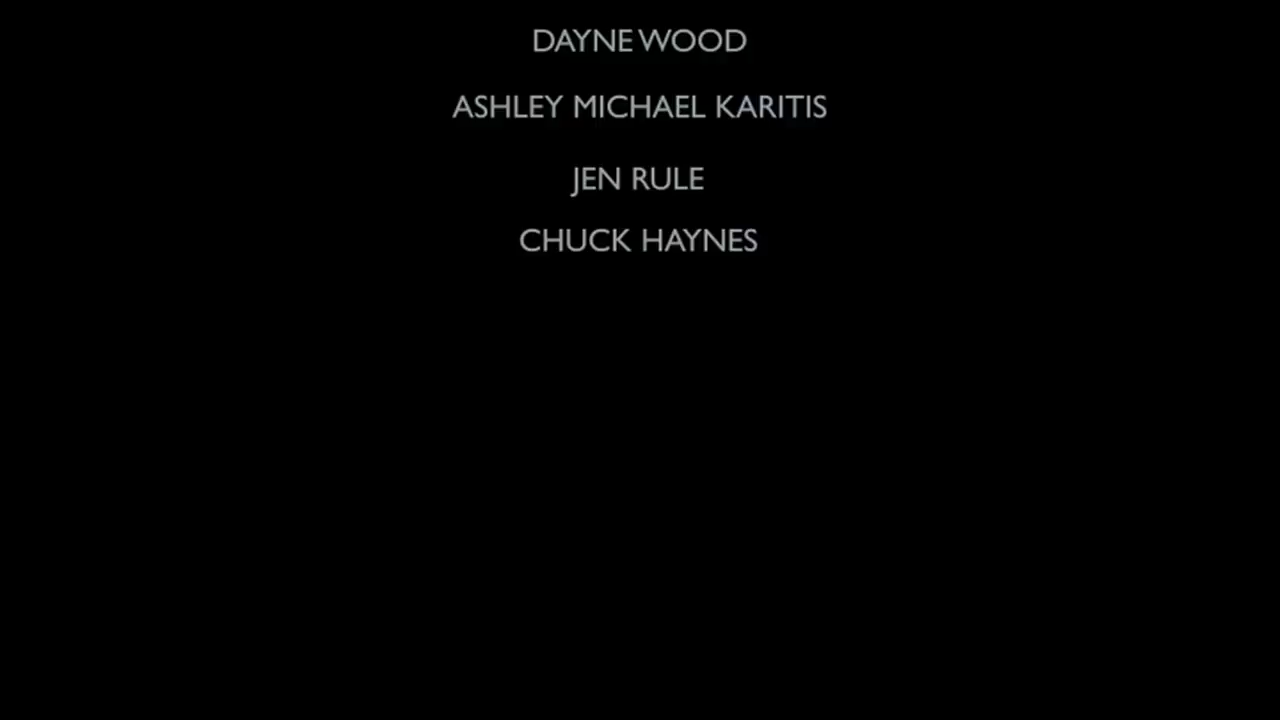 DAYNE WOOD
ASHLEY MICHAEL KARITIS
JEN RULE
CHUCK HAYNES